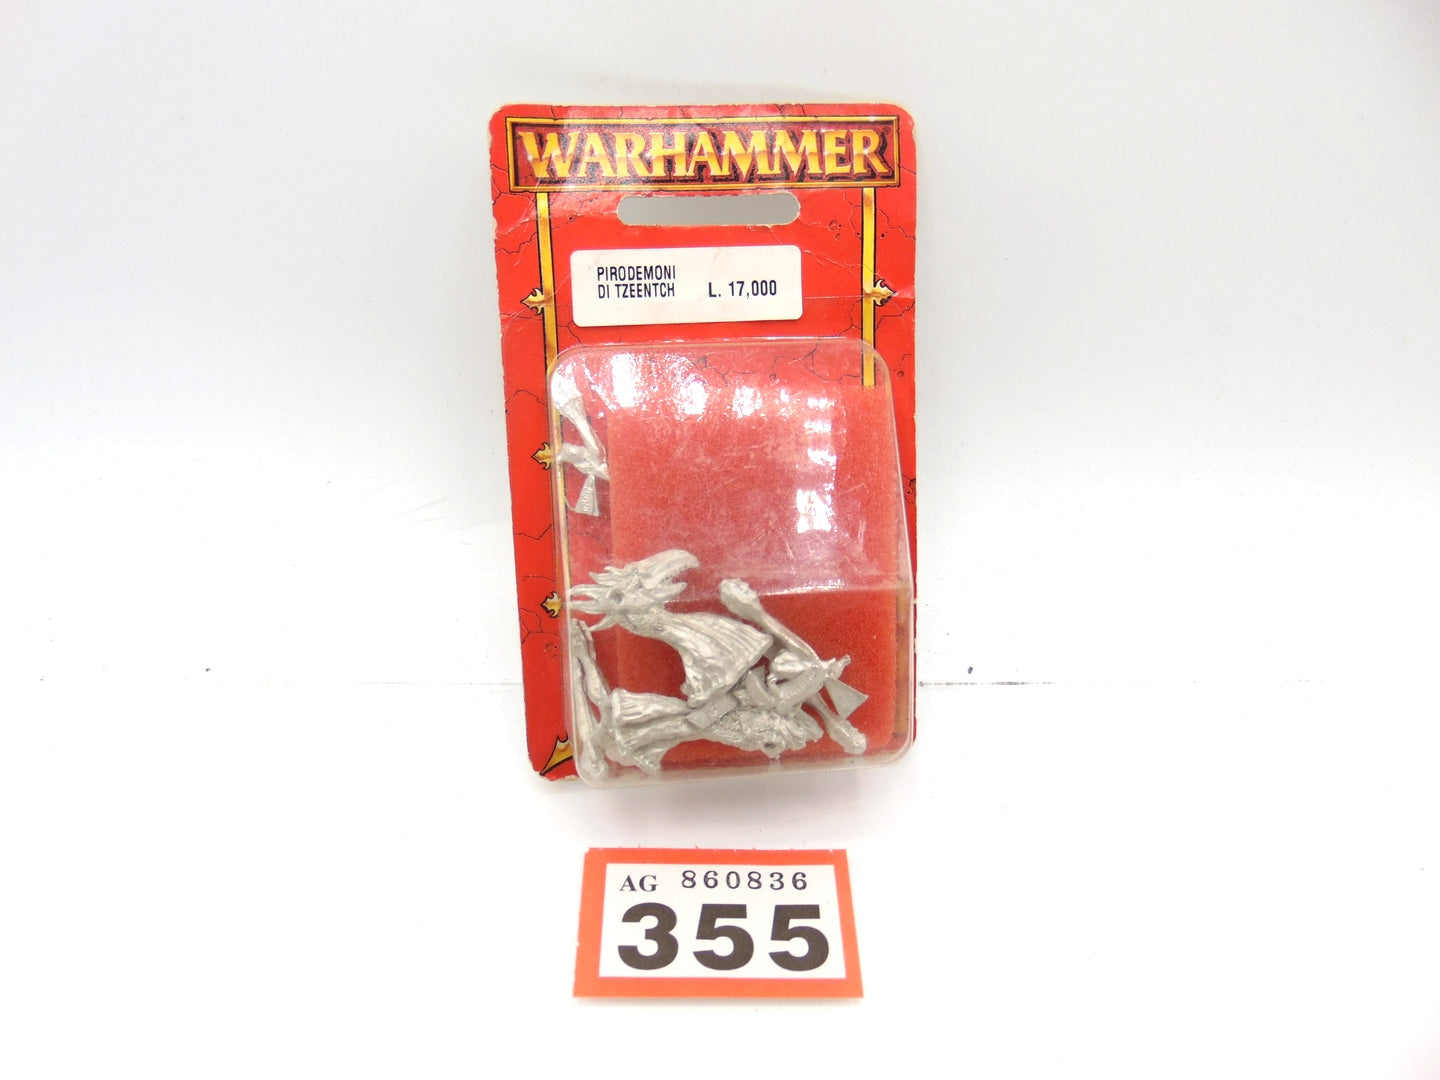 WARHAMMER®
PIRODEMONI
DI TZEENTCH L. 17,000
AG 860836
355